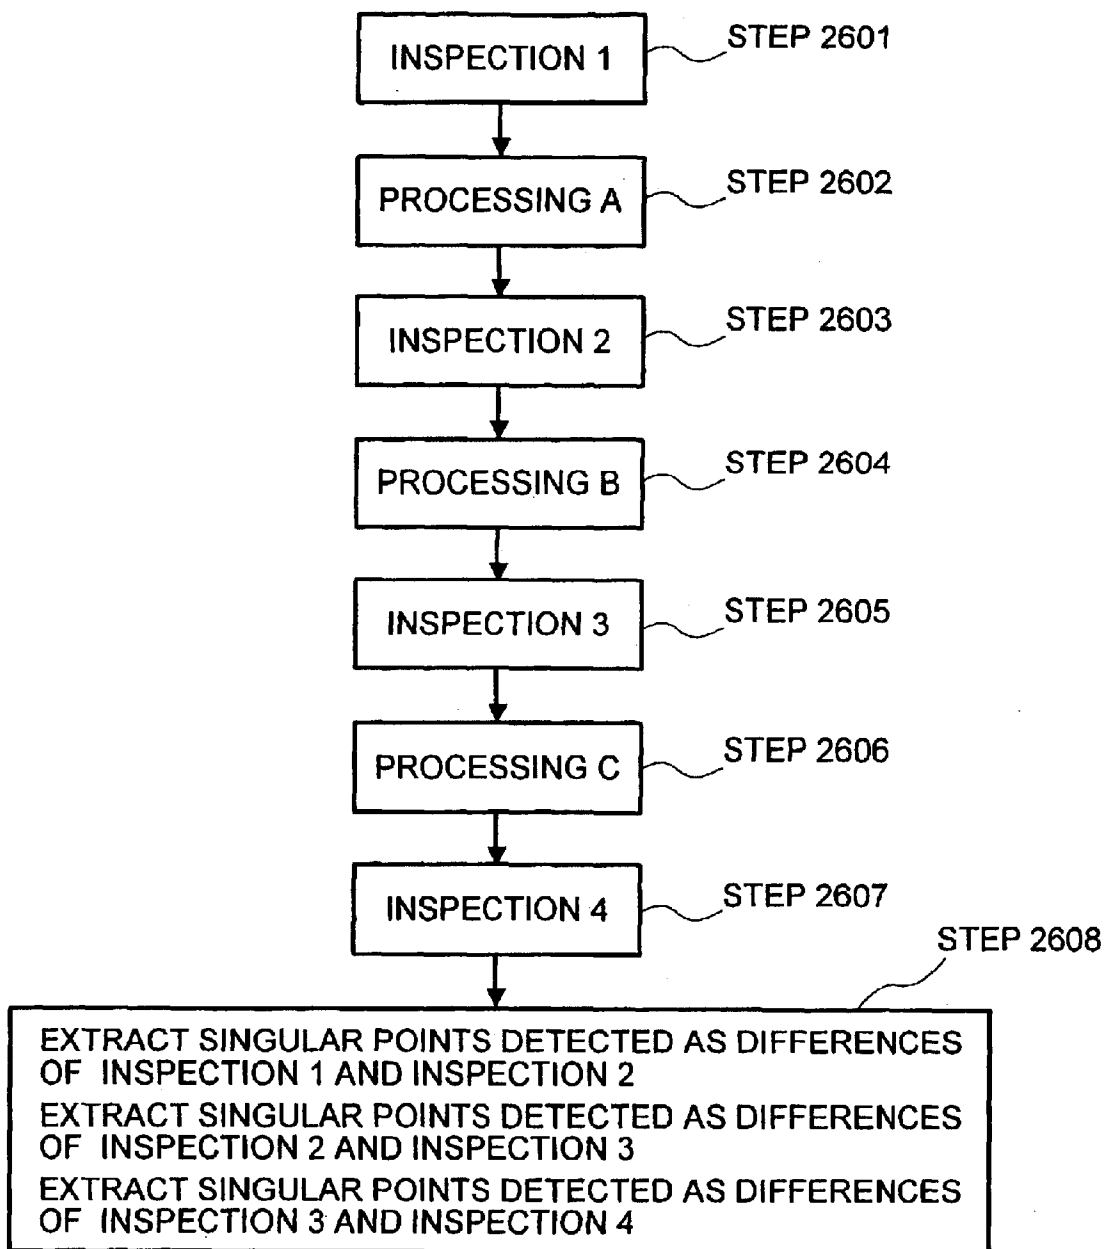 INSPECTION 1
STEP 2601
PROCESSING A
STEP 2602
INSPECTION 2
STEP 2603
PROCESSING B
STEP 2604
INSPECTION 3
STEP 2605
PROCESSING C
STEP 2606
INSPECTION 4
STEP 2607
STEP 2608
EXTRACT SINGULAR POINTS DETECTED AS DIFFERENCES
OF INSPECTION 1 AND INSPECTION 2
EXTRACT SINGULAR POINTS DETECTED AS DIFFERENCES
OF INSPECTION 2 AND INSPECTION 3
EXTRACT SINGULAR POINTS DETECTED AS DIFFERENCES
OF INSPECTION 3 AND INSPECTION 4